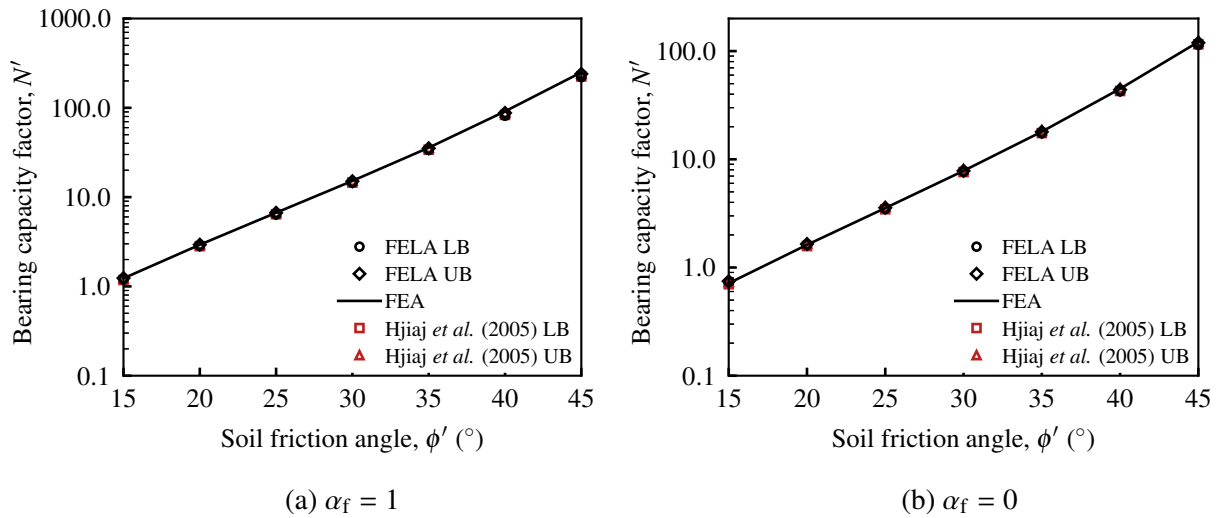 1000.0
100.0
10.0
1.0
0.1
Bearing capacity factor, N′
FELA LB
FELA UB
FEA
Hjiaj et al. (2005) LB
Hjiaj et al. (2005) UB
15 20 25 30 35 40 45
Soil friction angle, ϕ′ (°)
(a) αf = 1
100.0
10.0
1.0
0.1
Bearing capacity factor, N′
FELA LB
FELA UB
FEA
Hjiaj et al. (2005) LB
Hjiaj et al. (2005) UB
15 20 25 30 35 40 45
Soil friction angle, ϕ′ (°)
(b) αf = 0